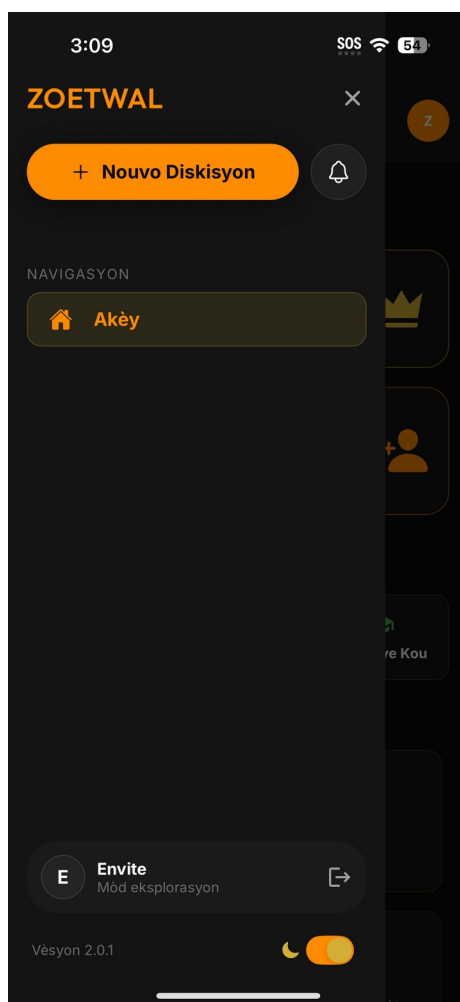 3:09
SOS
54
ZOETWAL
Z
+ Nouvo Diskisyon
NAVIGASYON
Akèy
ve Kou
E
Envite
Mòd eksplorasyon
Vèsyon 2.0.1